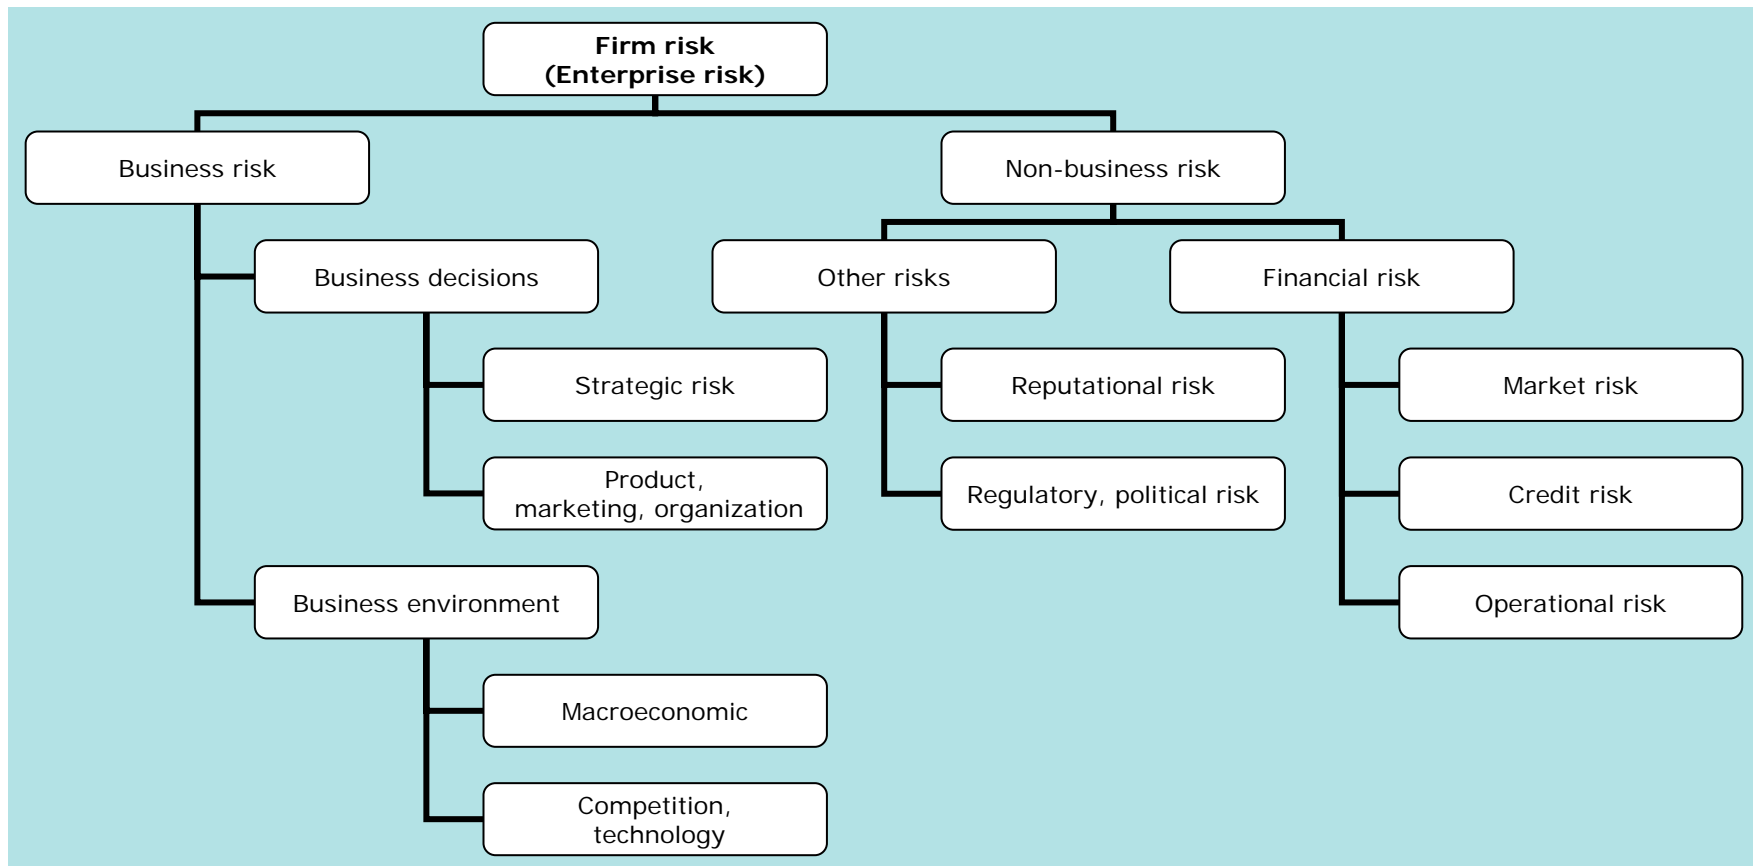 Firm risk
(Enterprise risk)
Business risk
Non-business risk
Business decisions
Other risks
Financial risk
Strategic risk
Reputational risk
Market risk
Product,
marketing, organization
Regulatory, political risk
Credit risk
Business environment
Operational risk
Macroeconomic
Competition,
technology